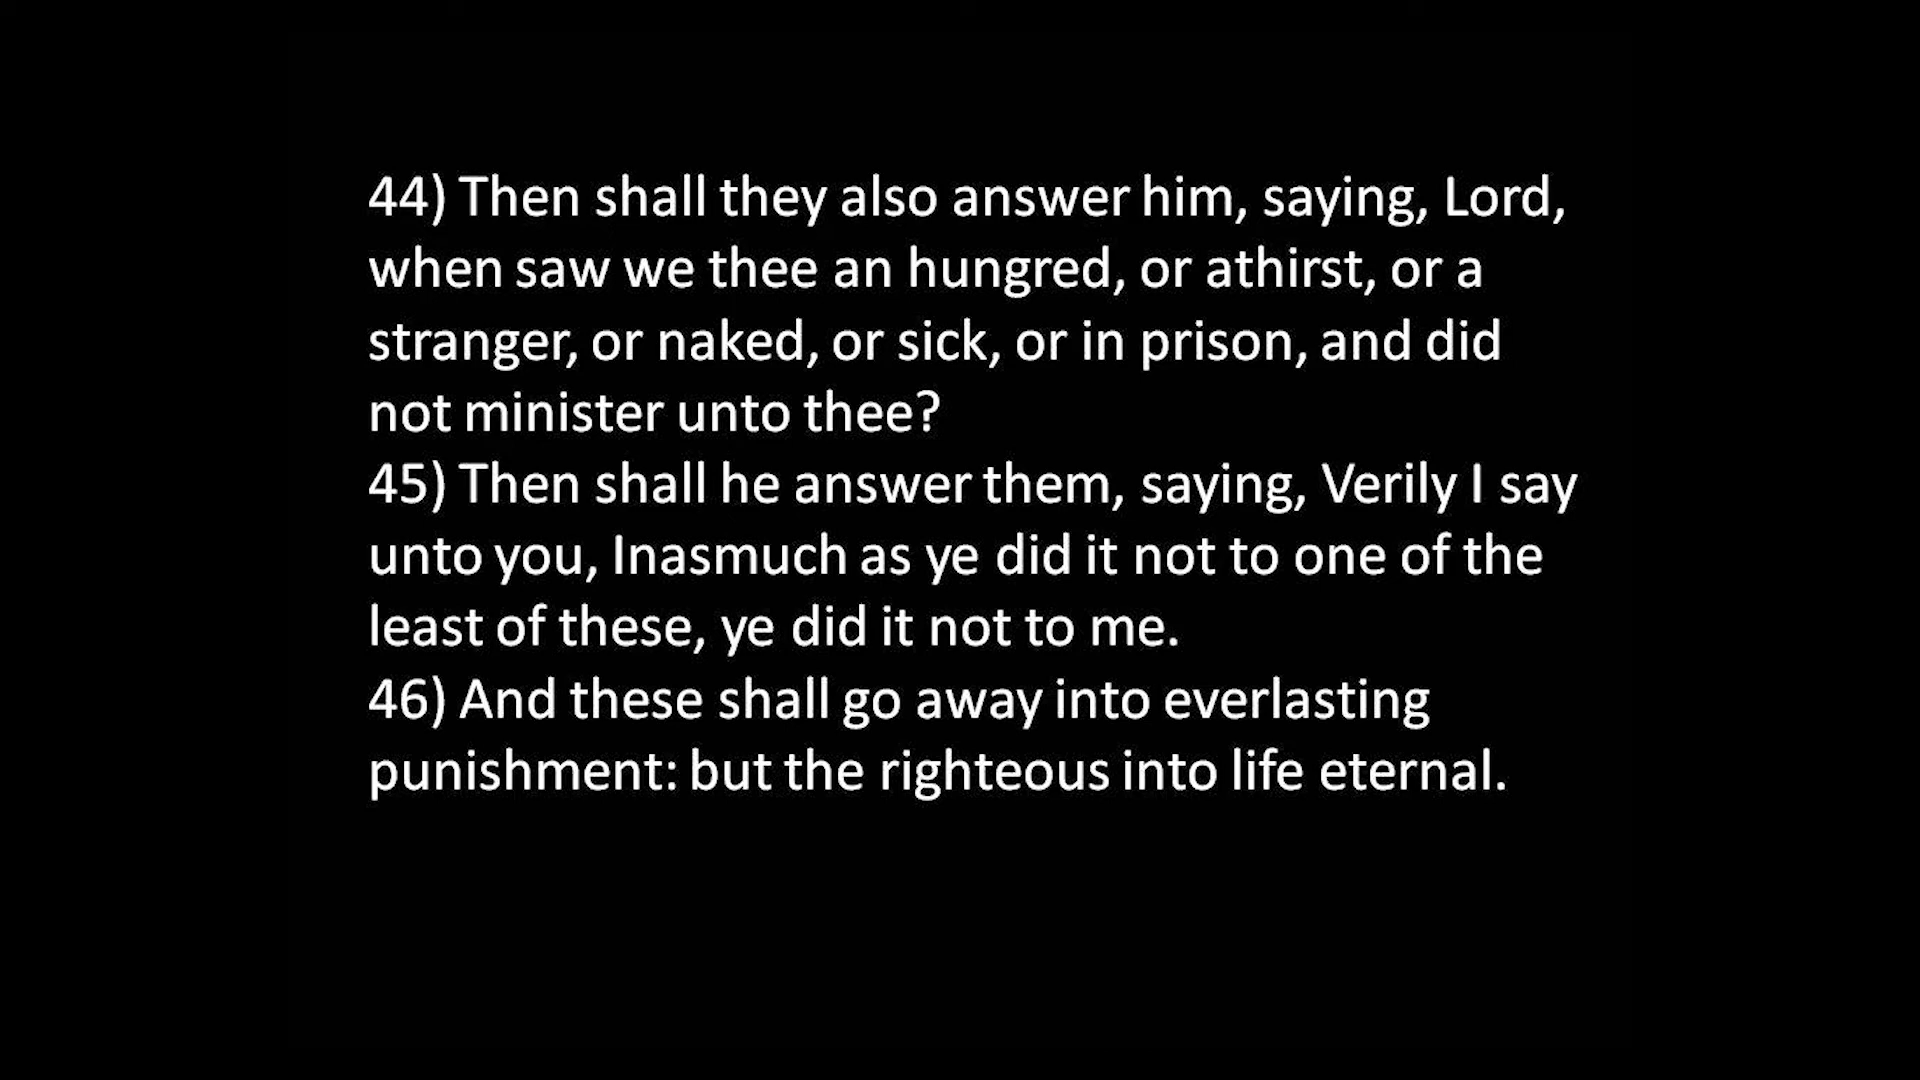 44) Then shall they also answer him, saying, Lord,
when saw we thee an hungred, or athirst, or a
stranger, or naked, or sick, or in prison, and did
not minister unto thee?
45) Then shall he answer them, saying, Verily I say
unto you, Inasmuch as ye did it not to one of the
least of these, ye did it not to me.
46) And these shall go away into everlasting
punishment: but the righteous into life eternal.